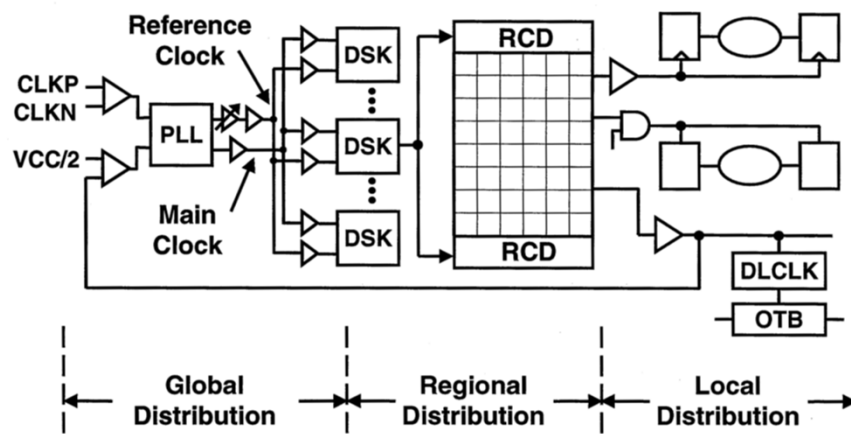 Reference
Clock
CLKP
CLKN
VCC/2
PLL
Main
Clock
DSK
DSK
DSK
RCD
RCD
DLCLK
OTB
Global
Distribution
Regional
Distribution
Local
Distribution